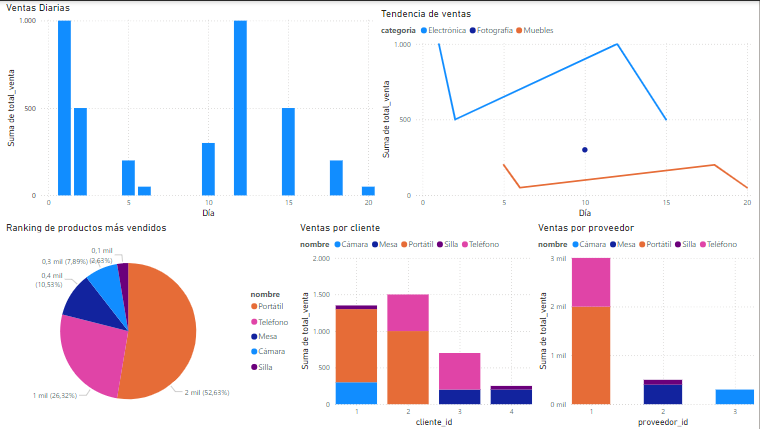 Ventas Diarias
1.000
500
0
Suma de total_venta
0 5 10 15 20
Día
Tendencia de ventas
categoria Electrónica Fotografía Muebles
1.000
500
0
Suma de total_venta
0 5 10 15 20
Día
Ranking de productos más vendidos
0,1 mil
(2,63%)
0,3 mil (7,89%)
0,4 mil
(10,53%)
1 mil (26,32%)
2 mil (52,63%)
nombre
Portátil
Teléfono
Mesa
Cámara
Silla
Ventas por cliente
nombre Cámara Mesa Portátil Silla Teléfono
2.000
1.500
1.000
500
0
Suma de total_venta
1 2 3 4
cliente_id
Ventas por proveedor
nombre Cámara Mesa Portátil Silla Teléfono
3 mil
2 mil
1 mil
0 mil
Suma de total_venta
1 2 3
proveedor_id